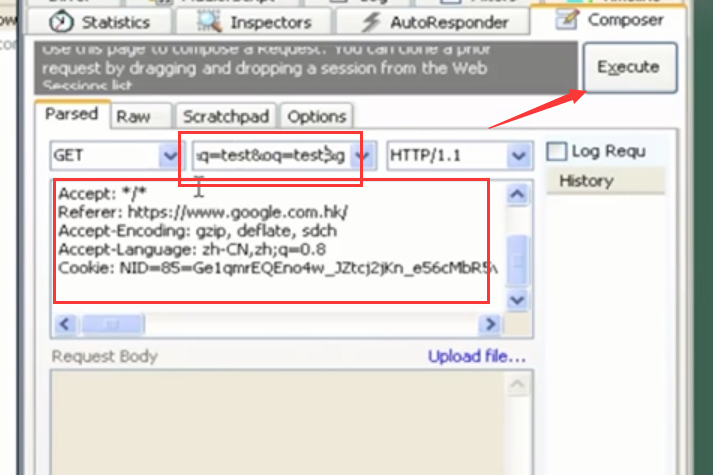 Statistics Inspectors AutoResponder Composer
Use this page to compose a Request. You can clone a prior
request by dragging and dropping a session from the Web
Sessions list.
Execute
Parsed Raw Scratchpad Options
GET q=test&oq=test&g HTTP/1.1 Log Requ
History
Accept: */*
Referer: https://www.google.com.hk/
Accept-Encoding: gzip, deflate, sdch
Accept-Language: zh-CN,zh;q=0.8
Cookie: NID=85=Ge1qmrEQEno4w_JZtcj2jKn_e56cMbR5
Request Body Upload file...